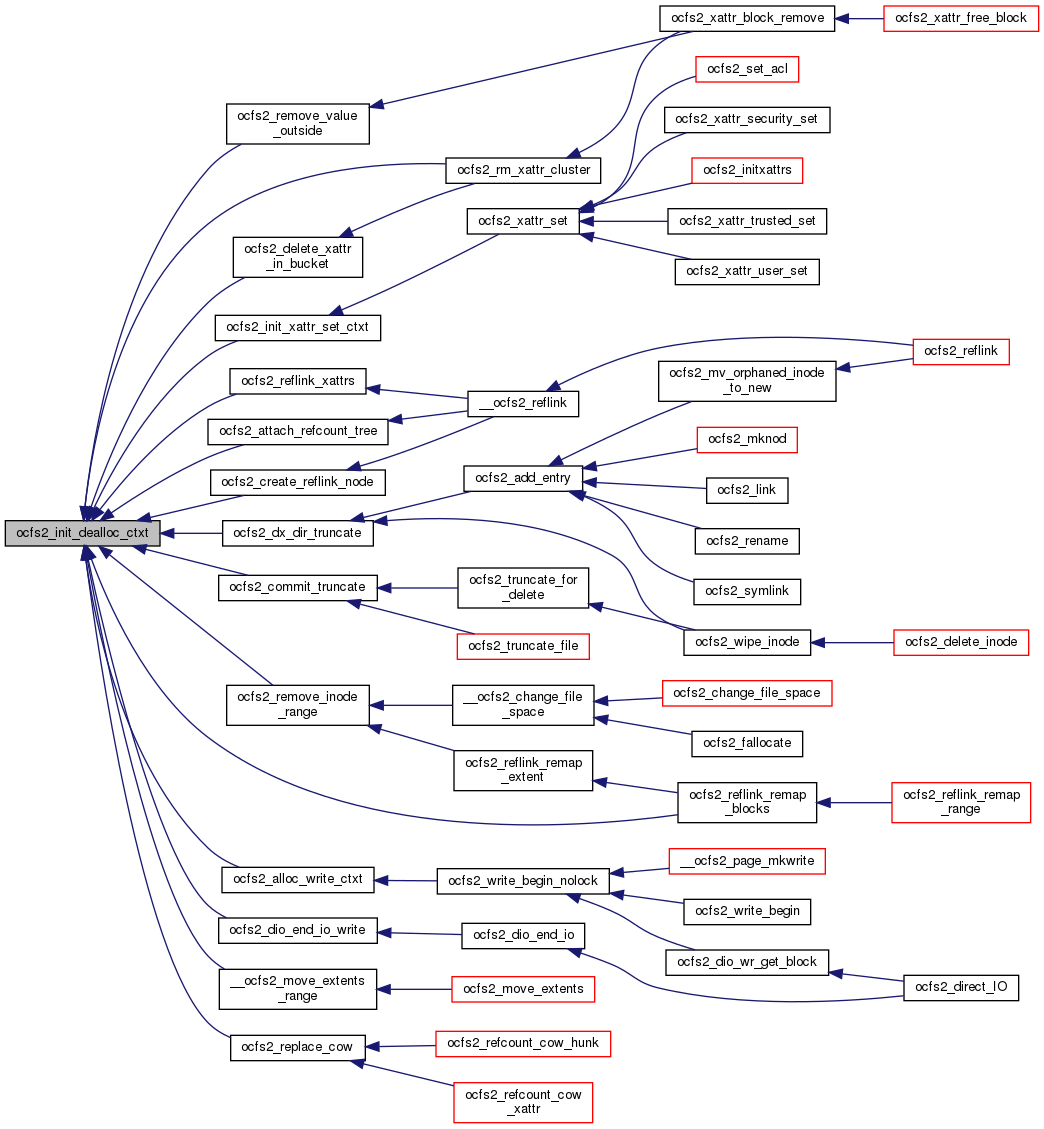 ocfs2_xattr_block_remove
ocfs2_xattr_free_block
ocfs2_set_acl
ocfs2_remove_value
_outside
ocfs2_xattr_security_set
ocfs2_rm_xattr_cluster
ocfs2_initxattrs
ocfs2_xattr_set
ocfs2_xattr_trusted_set
ocfs2_delete_xattr
_in_bucket
ocfs2_xattr_user_set
ocfs2_init_xattr_set_ctxt
ocfs2_reflink
ocfs2_reflink_xattrs
ocfs2_mv_orphaned_inode
_to_new
__ocfs2_reflink
ocfs2_attach_refcount_tree
ocfs2_mknod
ocfs2_create_reflink_node
ocfs2_add_entry
ocfs2_link
ocfs2_init_dealloc_ctxt
ocfs2_dx_dir_truncate
ocfs2_rename
ocfs2_commit_truncate
ocfs2_truncate_for
_delete
ocfs2_symlink
ocfs2_truncate_file
ocfs2_wipe_inode
ocfs2_delete_inode
ocfs2_remove_inode
_range
__ocfs2_change_file
_space
ocfs2_change_file_space
ocfs2_fallocate
ocfs2_reflink_remap
_extent
ocfs2_reflink_remap
_blocks
ocfs2_reflink_remap
_range
ocfs2_alloc_write_ctxt
ocfs2_write_begin_nolock
__ocfs2_page_mkwrite
ocfs2_write_begin
ocfs2_dio_end_io_write
ocfs2_dio_end_io
ocfs2_dio_wr_get_block
__ocfs2_move_extents
_range
ocfs2_move_extents
ocfs2_direct_IO
ocfs2_replace_cow
ocfs2_refcount_cow_hunk
ocfs2_refcount_cow
_xattr